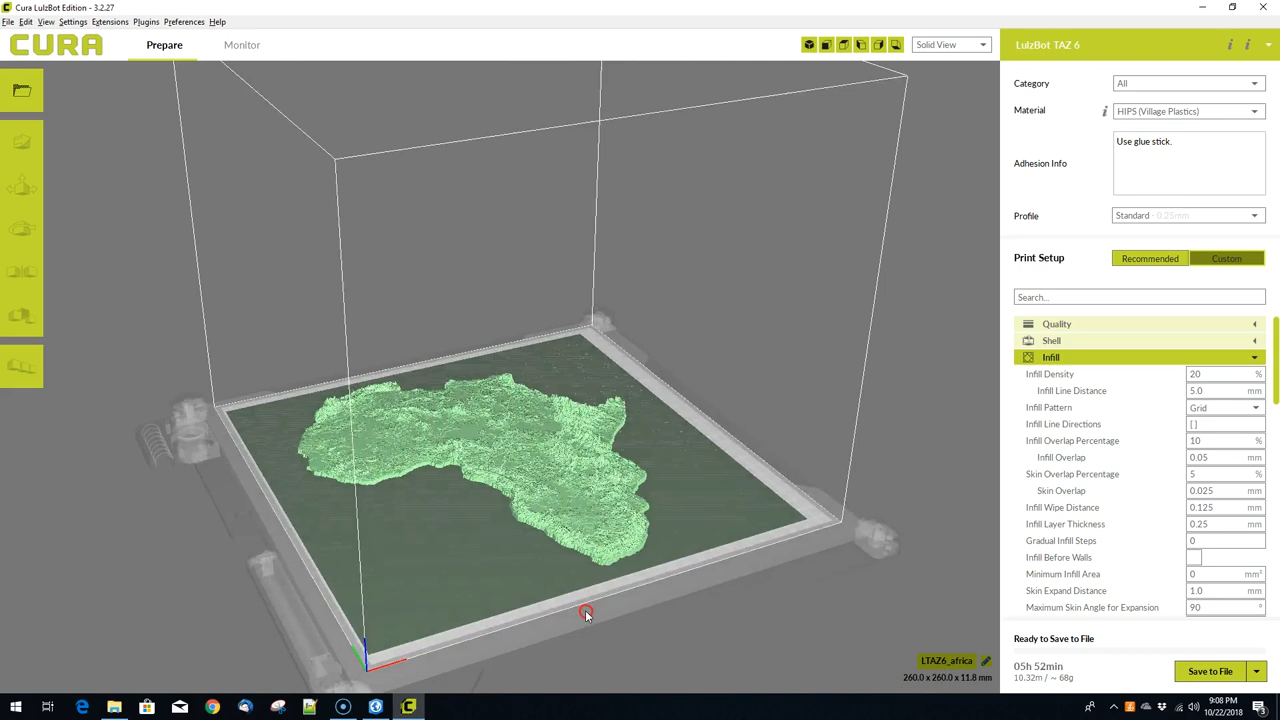 Cura LulzBot Edition - 3.2.27
File Edit View Settings Extensions Plugins Preferences Help
CURA
Prepare Monitor
Solid View
LulzBot TAZ 6
Category All
Material HIPS (Village Plastics)
Use glue stick.
Adhesion Info
Profile Standard - 0.25mm
Print Setup Recommended Custom
Search...
Quality
Shell
Infill
Infill Density 20 %
Infill Line Distance 5.0 mm
Infill Pattern Grid
Infill Line Directions [ ]
Infill Overlap Percentage 10 %
Infill Overlap 0.05 mm
Skin Overlap Percentage 5 %
Skin Overlap 0.025 mm
Infill Wipe Distance 0.125 mm
Infill Layer Thickness 0.25 mm
Gradual Infill Steps 0
Infill Before Walls
Minimum Infill Area 0 mm²
Skin Expand Distance 1.0 mm
Maximum Skin Angle for Expansion 90 °
Ready to Save to File
LTAZ6_africa
260.0 x 260.0 x 11.8 mm
05h 52min
10.32m / ~ 68g
Save to File
9:08 PM
10/22/2018
3